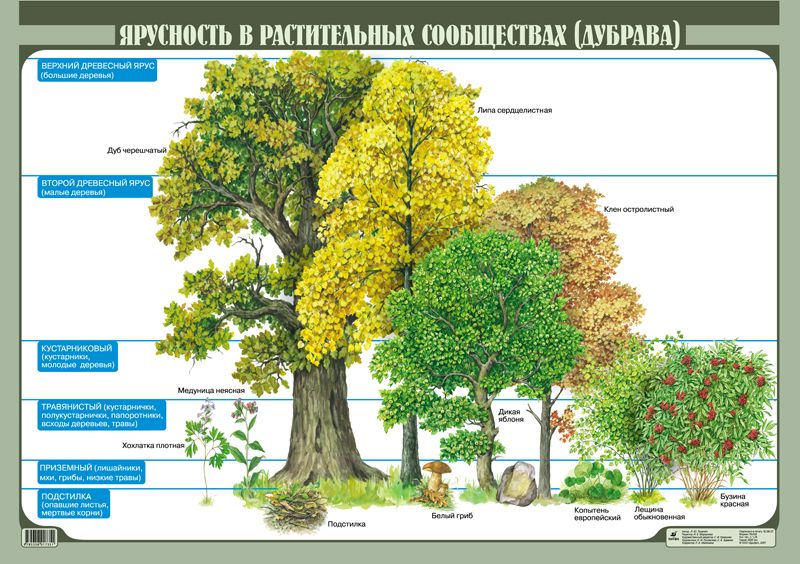 ЯРУСНОСТЬ В РАСТИТЕЛЬНЫХ СООБЩЕСТВАХ (ДУБРАВА)
ВЕРХНИЙ ДРЕВЕСНЫЙ ЯРУС
(большие деревья)
Липа сердцелистная
Дуб черешчатый
ВТОРОЙ ДРЕВЕСНЫЙ ЯРУС
(малые деревья)
Клен остролистный
КУСТАРНИКОВЫЙ
(кустарники,
молодые деревья)
Медуница неясная
ТРАВЯНИСТЫЙ (кустарнички,
полукустарнички, папоротники,
всходы деревьев, травы)
Дикая
яблоня
Хохлатка плотная
ПРИЗЕМНЫЙ (лишайники,
мхи, грибы, низкие травы)
ПОДСТИЛКА
(опавшие листья,
мертвые корни)
Подстилка
Белый гриб
Копытень
европейский
Лещина
обыкновенная
Бузина
красная